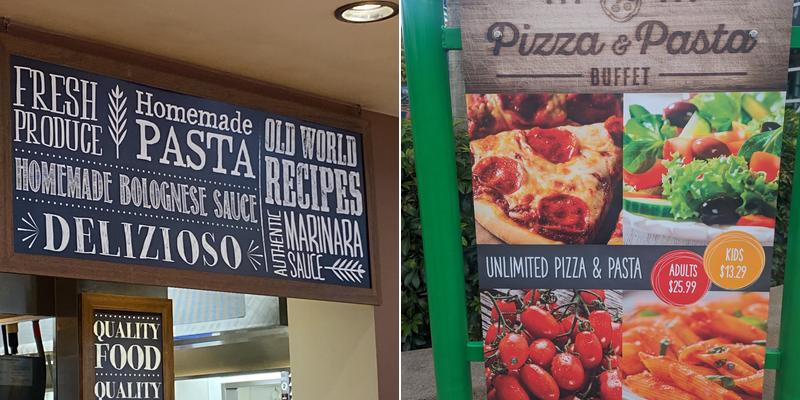 FRESH
PRODUCE
Homemade
PASTA
HOMEMADE BOLOGNESE SAUCE
DELIZIOSO
OLD WORLD
RECIPES
AUTHENTIC
MARINARA
SAUCE
QUALITY
FOOD
QUALITY
Pizza & Pasta
BUFFET
UNLIMITED PIZZA & PASTA
ADULTS
$25.99
KIDS
$13.29